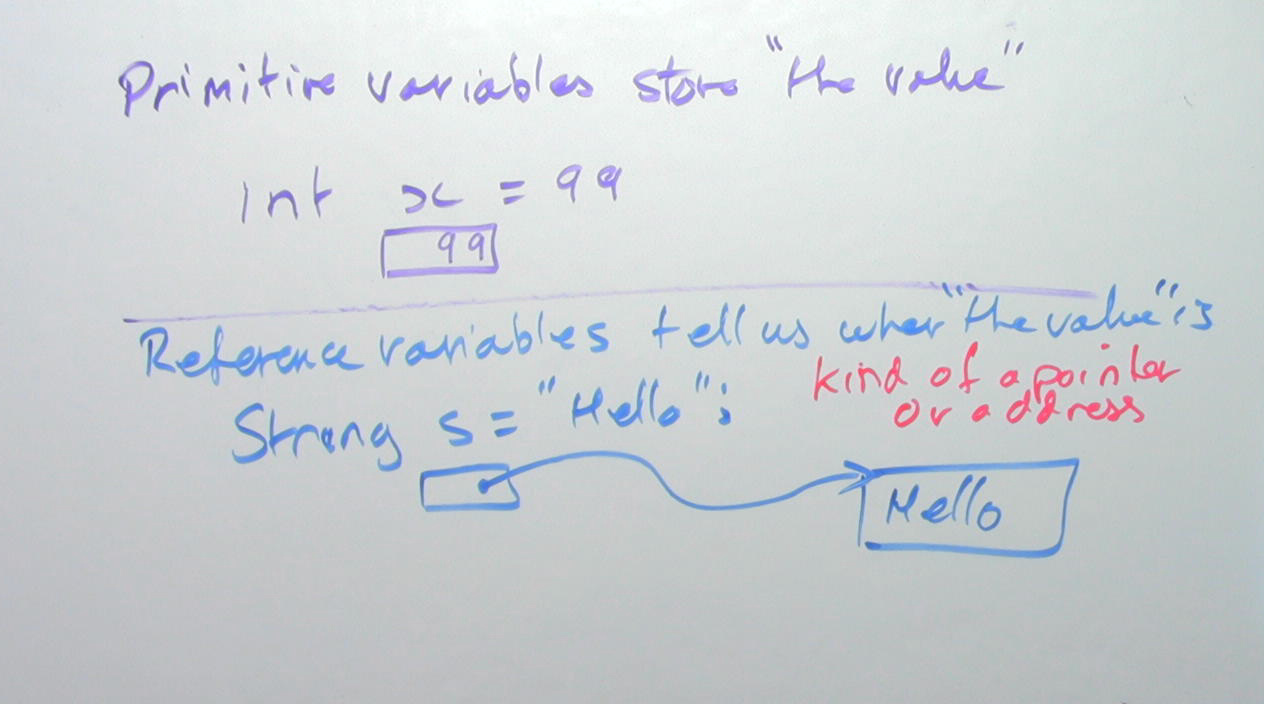 Primitive variables store "the value"
int x = 99
99
Reference variables tell us wher "the value" is
kind of a pointer
or address
String s = "Hello";
Hello